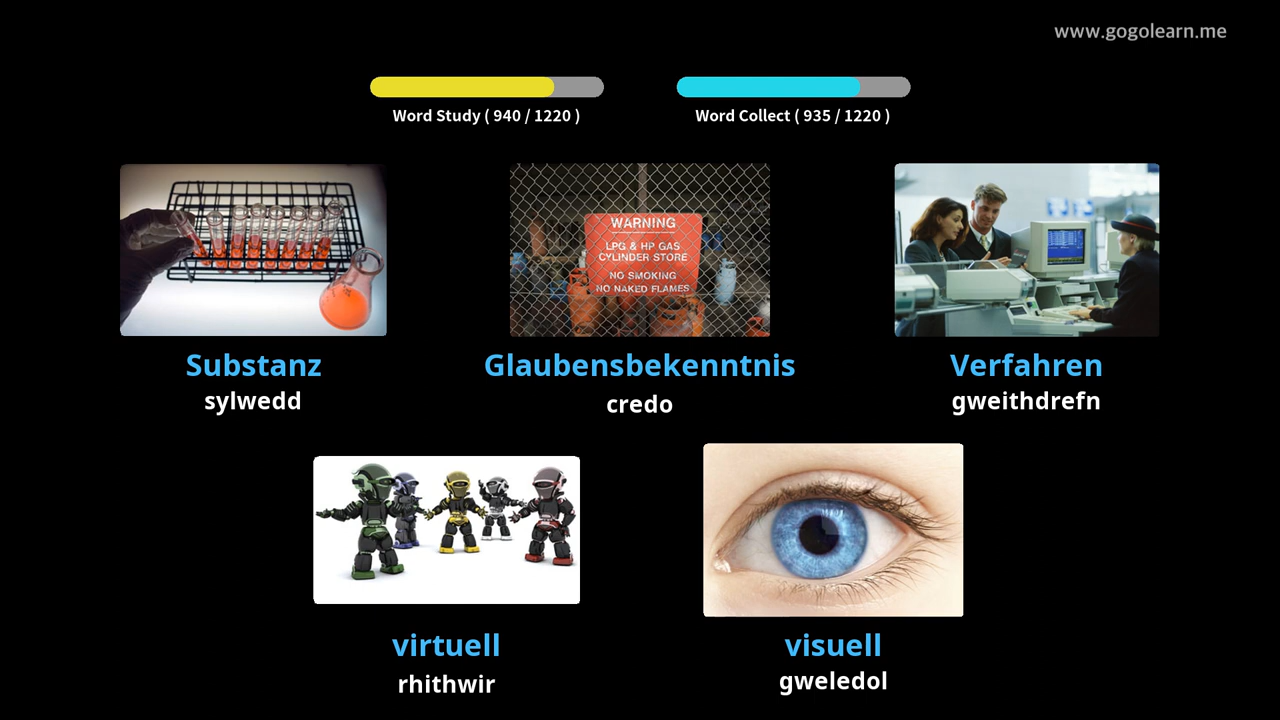 www.gogolearn.me
Word Study ( 940 / 1220 )
Word Collect ( 935 / 1220 )
WARNING
LPG & HP GAS
CYLINDER STORE
NO SMOKING
NO NAKED FLAMES
Substanz
sylwedd
Glaubensbekenntnis
credo
Verfahren
gweithdrefn
virtuell
rhithwir
visuell
gweledol